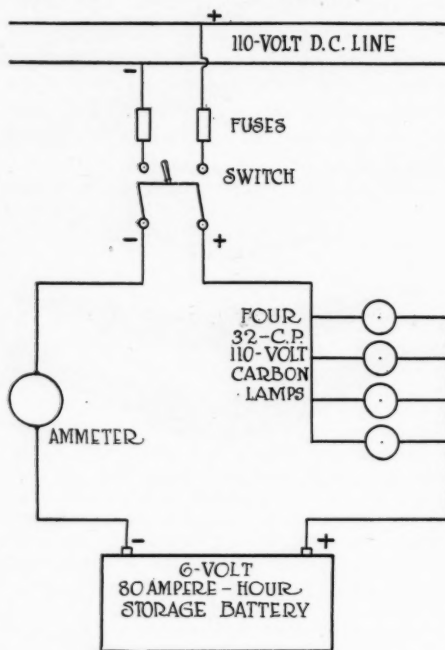 +
110-VOLT D.C. LINE
-
FUSES
SWITCH
- +
FOUR
32-C.P.
110-VOLT
CARBON
LAMPS
AMMETER
- +
6-VOLT
80 AMPERE-HOUR
STORAGE BATTERY